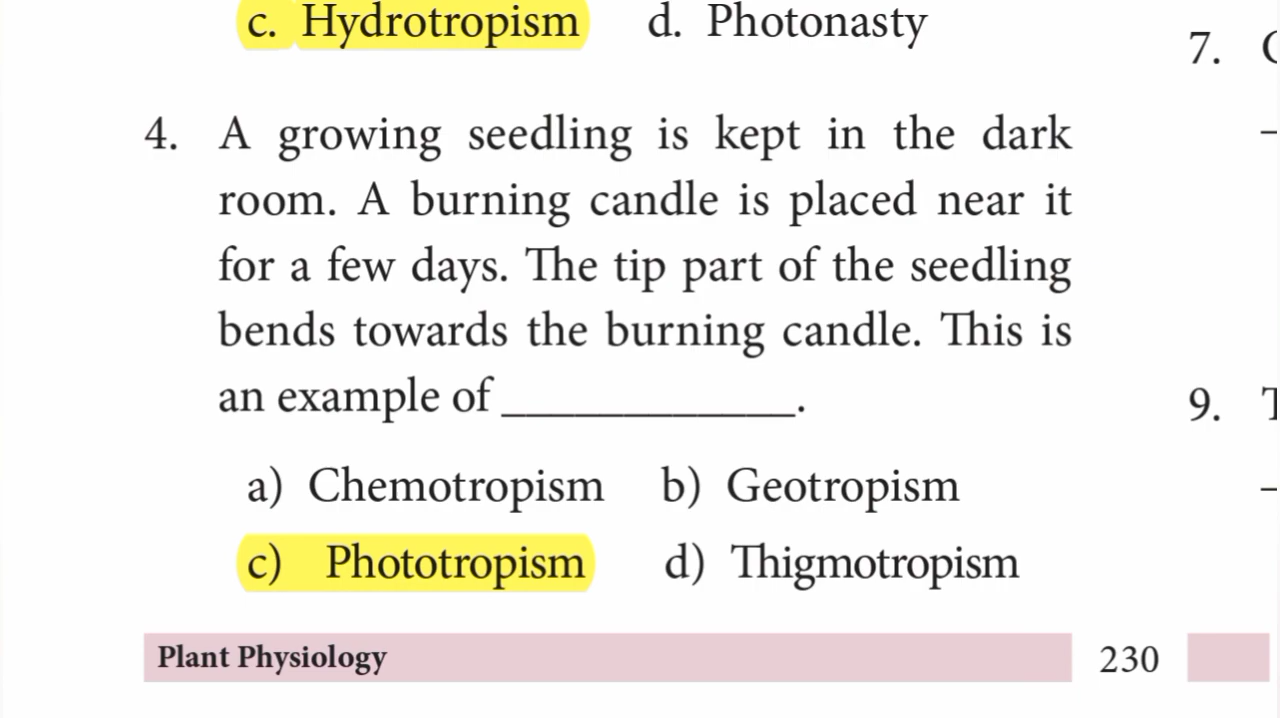 c. Hydrotropism d. Photonasty
4. A growing seedling is kept in the dark
room. A burning candle is placed near it
for a few days. The tip part of the seedling
bends towards the burning candle. This is
an example of ____________.
a) Chemotropism b) Geotropism
c) Phototropism d) Thigmotropism
Plant Physiology 230
7.
9.